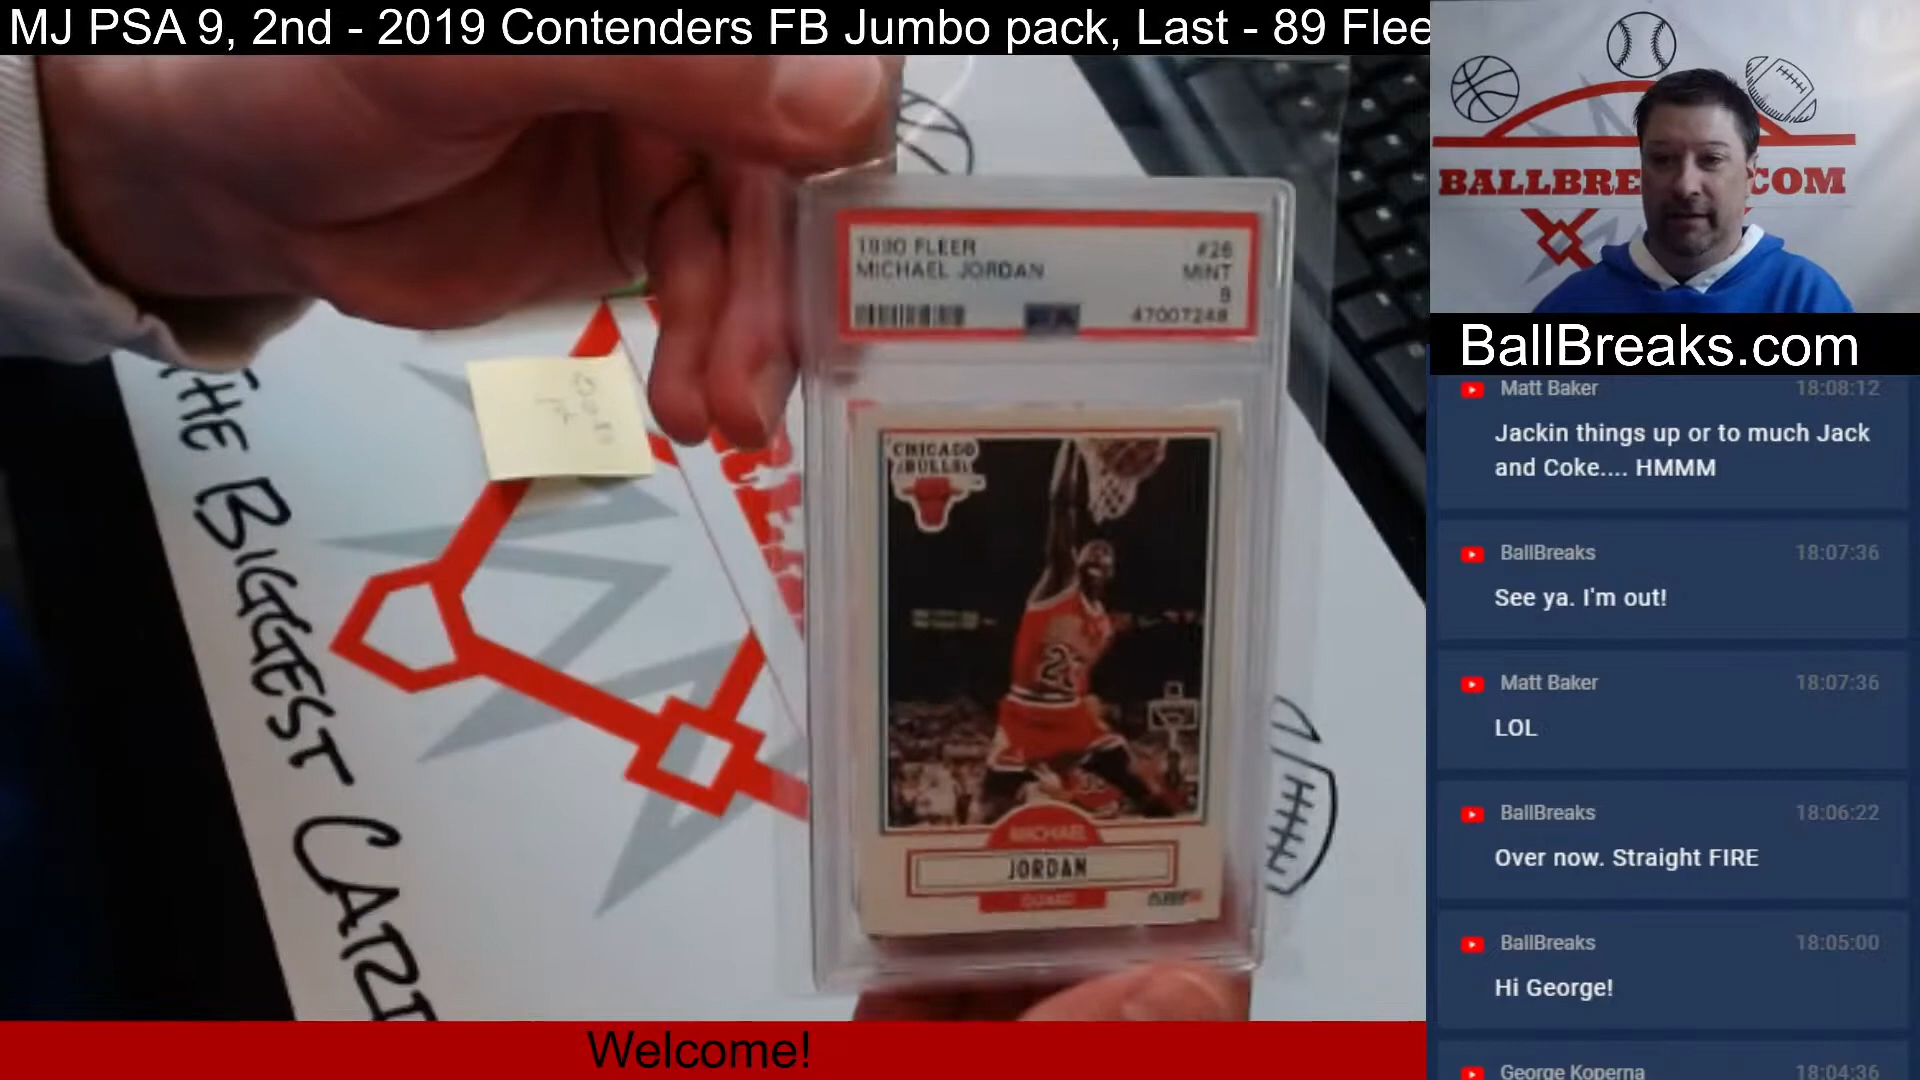 MJ PSA 9, 2nd - 2019 Contenders FB Jumbo pack, Last - 89 Flee
1990 FLEER #26
MICHAEL JORDAN MINT
9
PSA 47007248
CHICAGO
BULLS
MICHAEL
JORDAN
GUARD
FLEER
THE BIGGEST CARD
Welcome!
BALLBRE COM
BallBreaks.com
Matt Baker 18:08:12
Jackin things up or to much Jack
and Coke.... HMMM
BallBreaks 18:07:36
See ya. I'm out!
Matt Baker 18:07:36
LOL
BallBreaks 18:06:22
Over now. Straight FIRE
BallBreaks 18:05:00
Hi George!
George Koperna 18:04:36